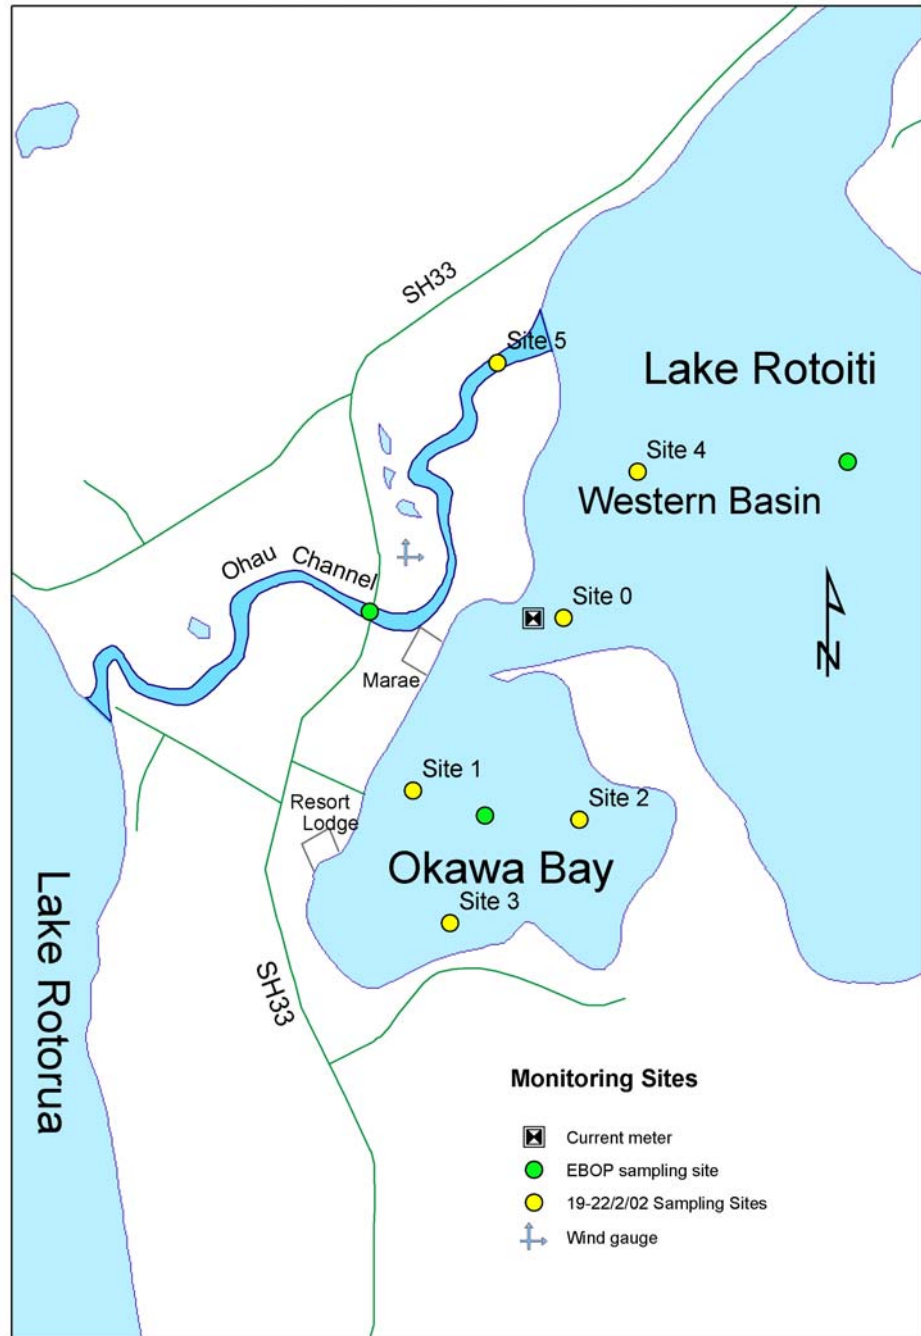 SH33
Site 5
Lake Rotoiti
Site 4
Western Basin
Ohau Channel
Site 0
N
Marae
Site 1
Site 2
Resort
Lodge
Okawa Bay
Site 3
Lake Rotorua
SH33
Monitoring Sites
Current meter
EBOP sampling site
19-22/2/02 Sampling Sites
Wind gauge